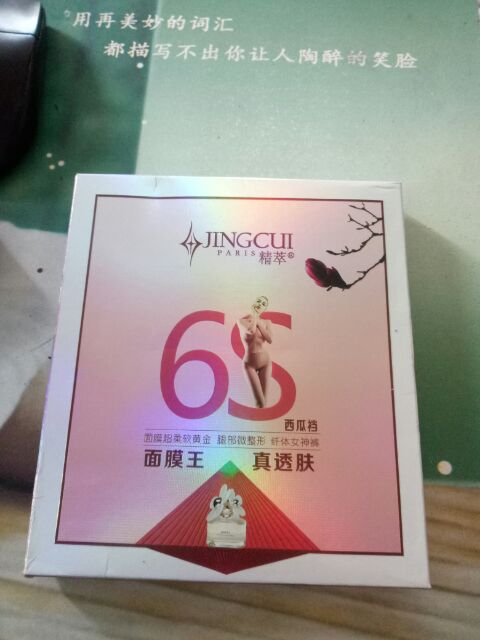 用再美妙的词汇
都描写不出你让人陶醉的笑脸
JINGCUI
PARIS 精萃®
6S
西瓜裆
面膜超柔软黄金 腿部微整形 纤体女神裤
面膜王 真透肤